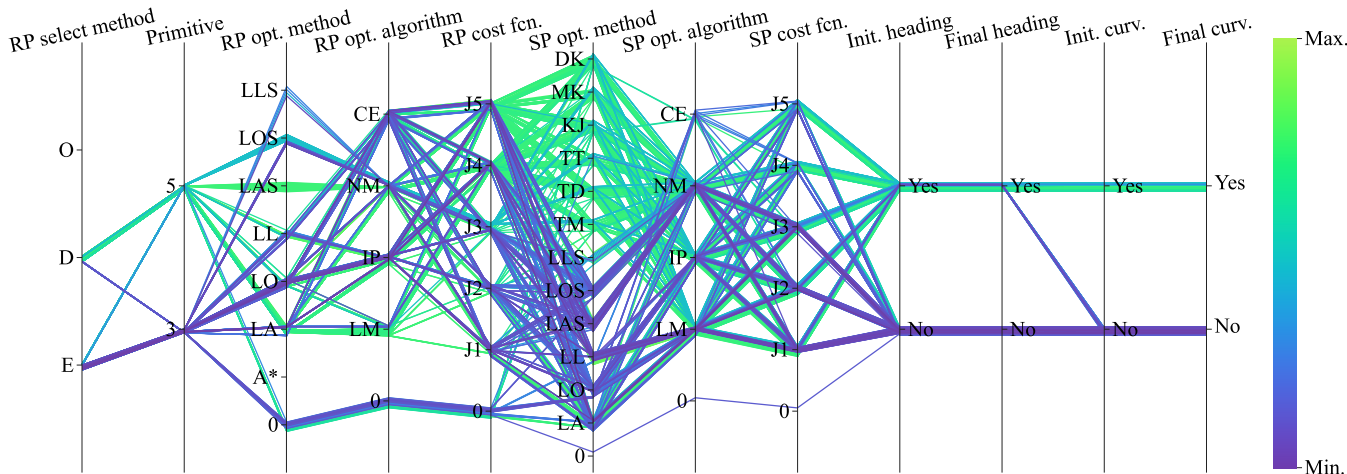 RP select method
Primitive
RP opt. method
RP opt. algorithm
RP cost fcn.
SP opt. method
SP opt. algorithm
SP cost fcn.
Init. heading
Final heading
Init. curv.
Final curv.
O
D
E
5
3
LLS
LOS
LAS
LL
LO
LA
A*
0
CE
NM
IP
LM
0
J5
J4
J3
J2
J1
0
DK
MK
KJ
TT
TD
TM
LLS
LOS
LAS
LL
LO
LA
0
CE
NM
IP
LM
0
J5
J4
J3
J2
J1
0
Yes
No
Yes
No
Yes
No
Yes
No
Max.
Min.